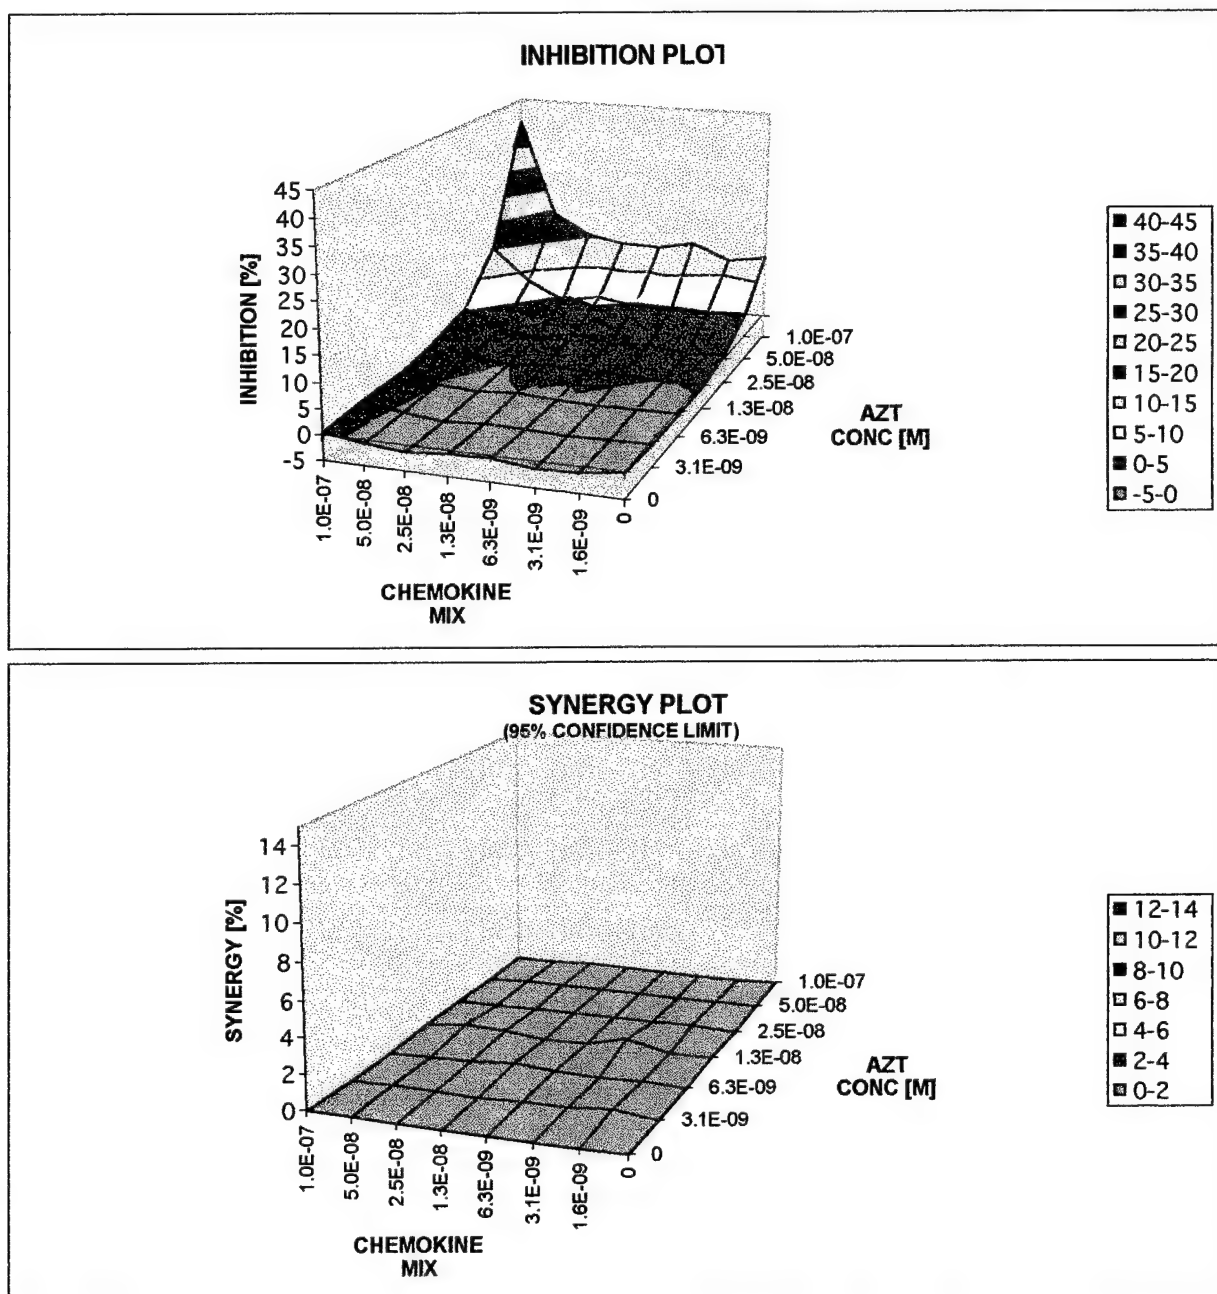 INHIBITION PLOT
45
40
35
30
25
20
15
10
5
0
-5
INHIBITION [%]
1.0E-07
5.0E-08
2.5E-08
1.3E-08
6.3E-09
3.1E-09
1.6E-09
0
CHEMOKINE
MIX
1.0E-07
5.0E-08
2.5E-08
1.3E-08
6.3E-09
3.1E-09
0
AZT
CONC [M]
40-45
35-40
30-35
25-30
20-25
15-20
10-15
5-10
0-5
-5-0
SYNERGY PLOT
(95% CONFIDENCE LIMIT)
14
12
10
8
6
4
2
0
SYNERGY [%]
1.0E-07
5.0E-08
2.5E-08
1.3E-08
6.3E-09
3.1E-09
1.6E-09
0
CHEMOKINE
MIX
1.0E-07
5.0E-08
2.5E-08
1.3E-08
6.3E-09
3.1E-09
0
AZT
CONC [M]
12-14
10-12
8-10
6-8
4-6
2-4
0-2